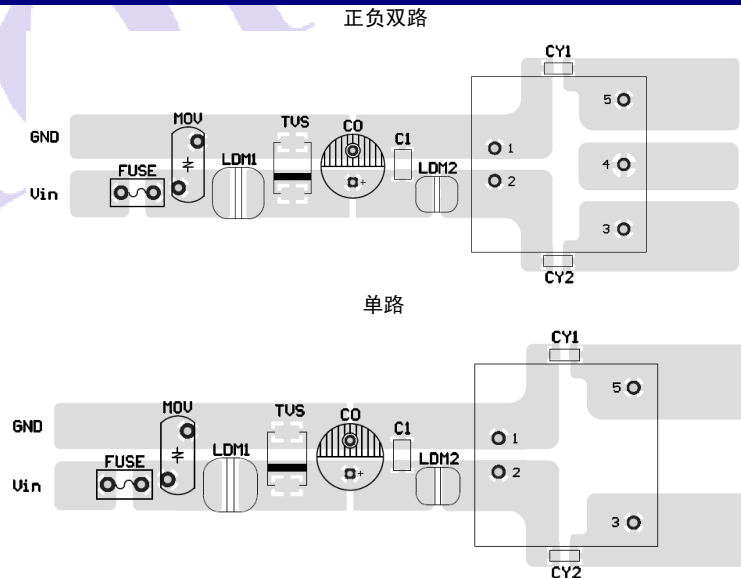 正负双路
CY1
5
MOV
TVS
CO
C1
GND
1
LDM1
4
FUSE
LDM2
2
Vin
+
3
CY2
单路
CY1
5
MOV
TVS
CO
GND
C1
1
LDM1
LDM2
FUSE
2
Vin
+
3
CY2